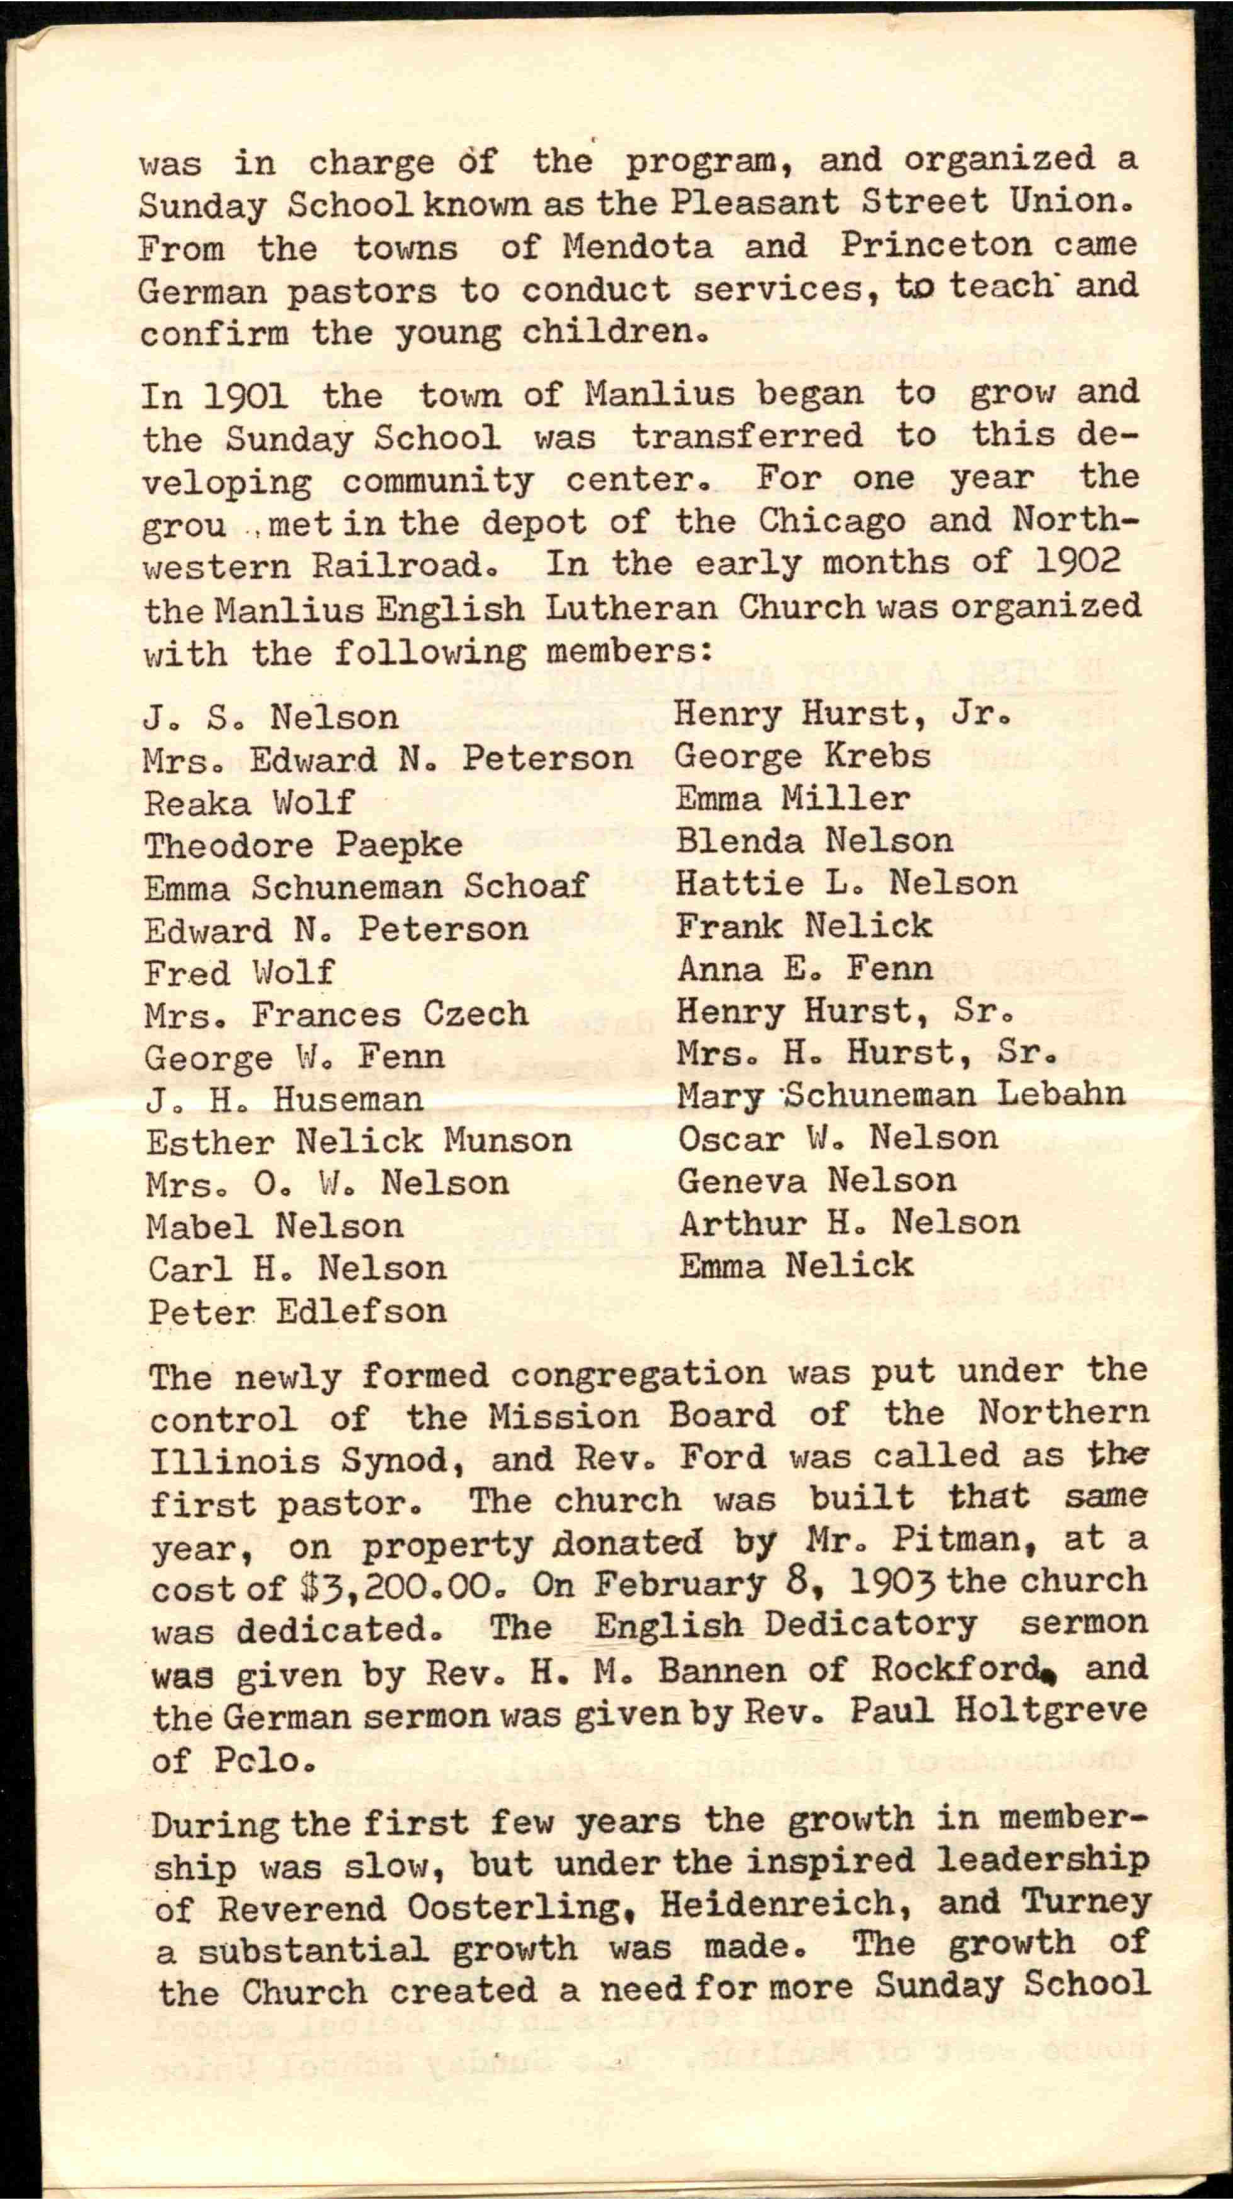 was in charge of the program, and organized a
Sunday School known as the Pleasant Street Union.
From the towns of Mendota and Princeton came
German pastors to conduct services, to teach and
confirm the young children.
In 1901 the town of Manlius began to grow and
the Sunday School was transferred to this de-
veloping community center. For one year the
grou met in the depot of the Chicago and North-
western Railroad. In the early months of 1902
the Manlius English Lutheran Church was organized
with the following members:
J. S. Nelson
Mrs. Edward N. Peterson
Reaka Wolf
Theodore Paepke
Emma Schuneman Schoaf
Edward N. Peterson
Fred Wolf
Mrs. Frances Czech
George W. Fenn
J. H. Huseman
Esther Nelick Munson
Mrs. O. W. Nelson
Mabel Nelson
Carl H. Nelson
Peter Edlefson
Henry Hurst, Jr.
George Krebs
Emma Miller
Blenda Nelson
Hattie L. Nelson
Frank Nelick
Anna E. Fenn
Henry Hurst, Sr.
Mrs. H. Hurst, Sr.
Mary Schuneman Lebahn
Oscar W. Nelson
Geneva Nelson
Arthur H. Nelson
Emma Nelick
The newly formed congregation was put under the
control of the Mission Board of the Northern
Illinois Synod, and Rev. Ford was called as the
first pastor. The church was built that same
year, on property donated by Mr. Pitman, at a
cost of $3,200.00. On February 8, 1903 the church
was dedicated. The English Dedicatory sermon
was given by Rev. H. M. Bannen of Rockford, and
the German sermon was given by Rev. Paul Holtgreve
of Polo.
During the first few years the growth in member-
ship was slow, but under the inspired leadership
of Reverend Oosterling, Heidenreich, and Turney
a substantial growth was made. The growth of
the Church created a need for more Sunday School